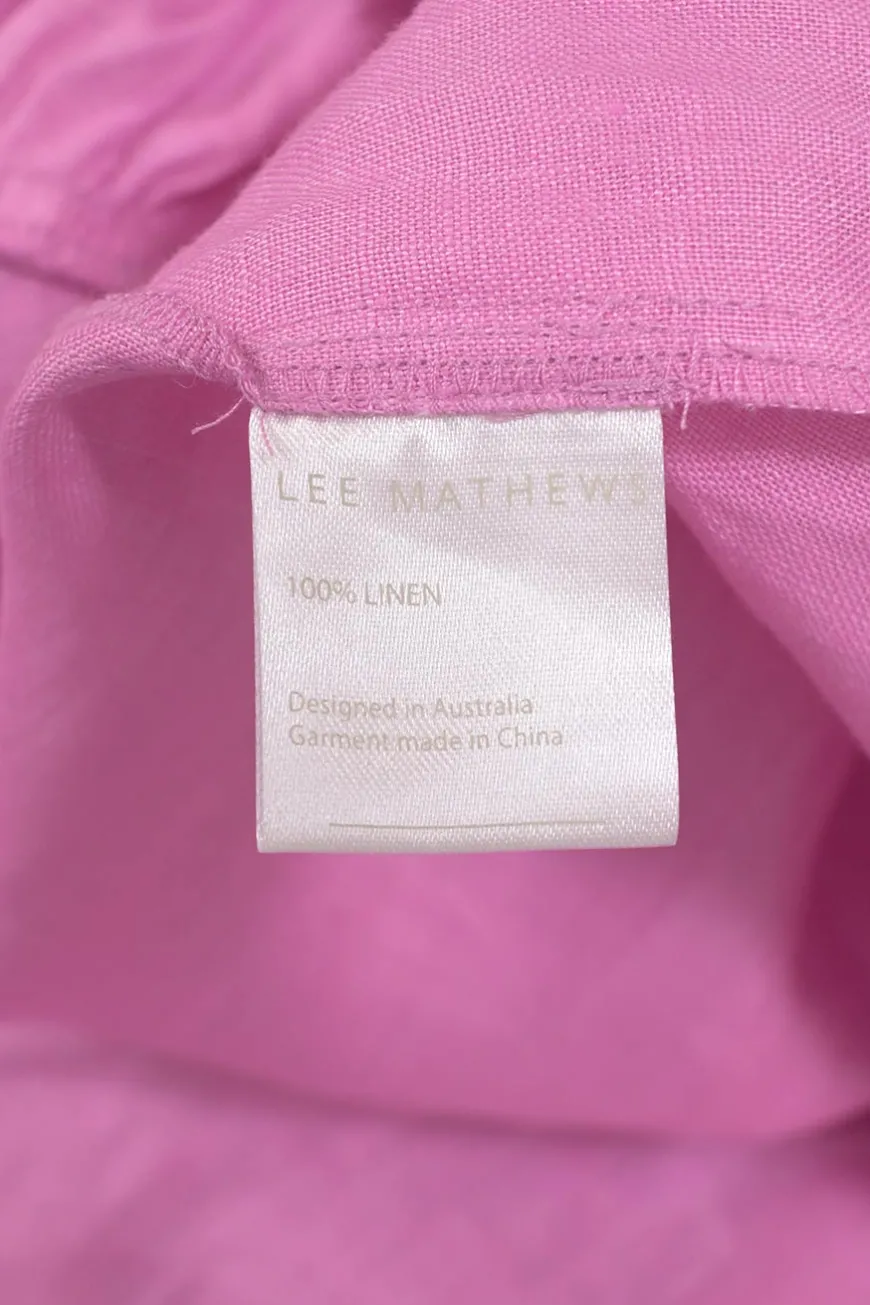 LEE MATHEWS
100% LINEN
Designed in Australia
Garment made in China